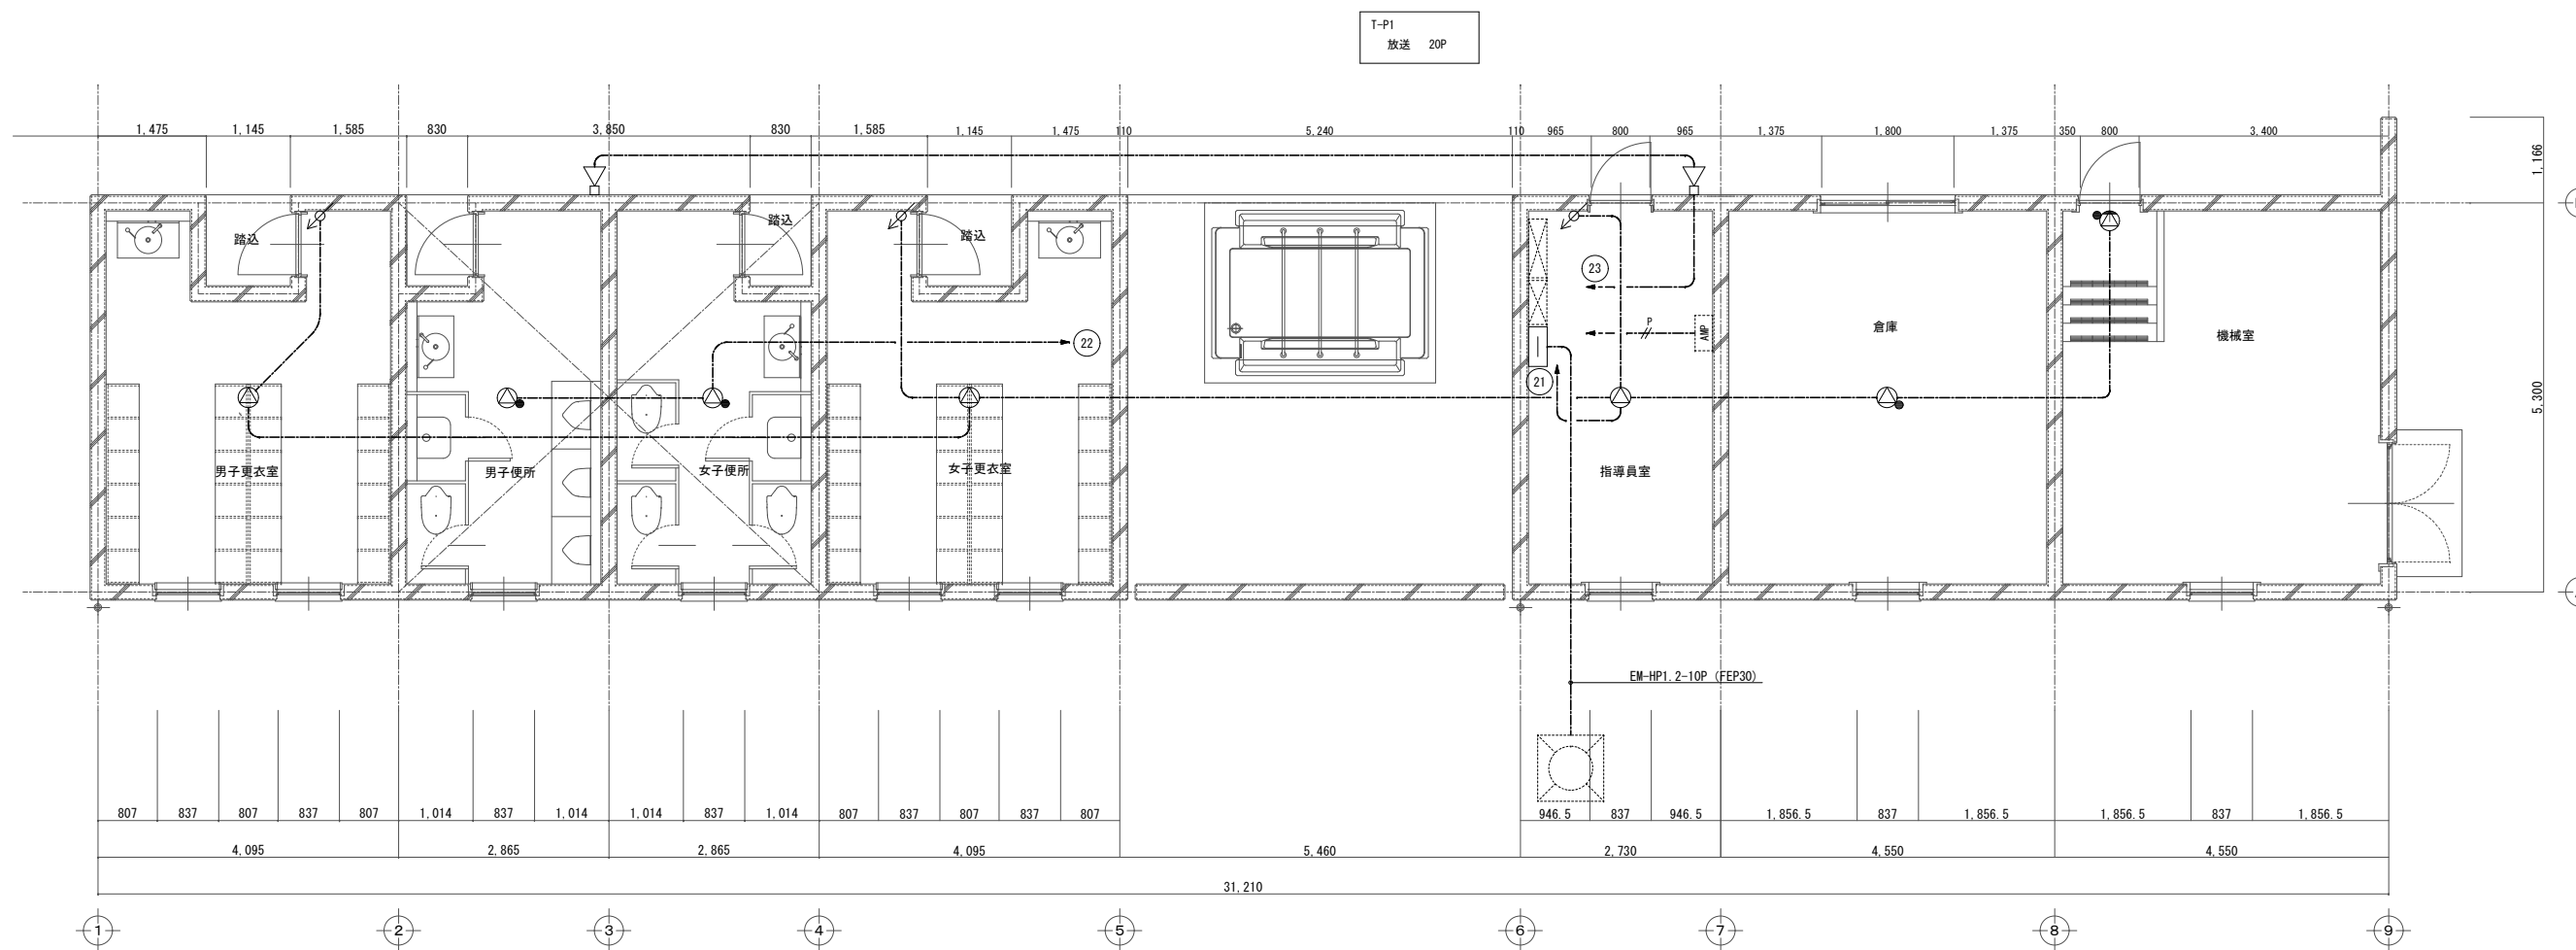 T-P1
放送 20P
1,475 1,145 1,585 830 3,850 830 1,585 1,145 1,475 110 5,240 110 965 800 965 1,375 1,800 1,375 350 800 3,400
1,166
踏込 踏込 踏込
23
22
P
AMP
倉庫
機械室
21
5,300
男子更衣室 男子便所 女子便所 女子更衣室 指導員室
EM-HP1.2-10P (FEP30)
807 837 807 837 807 1,014 837 1,014 1,014 837 1,014 807 837 807 837 807 946.5 837 946.5 1,856.5 837 1,856.5 1,856.5 837 1,856.5
4,095 2,865 2,865 4,095 5,460 2,730 4,550 4,550
31,210
1 2 3 4 5 6 7 8 9